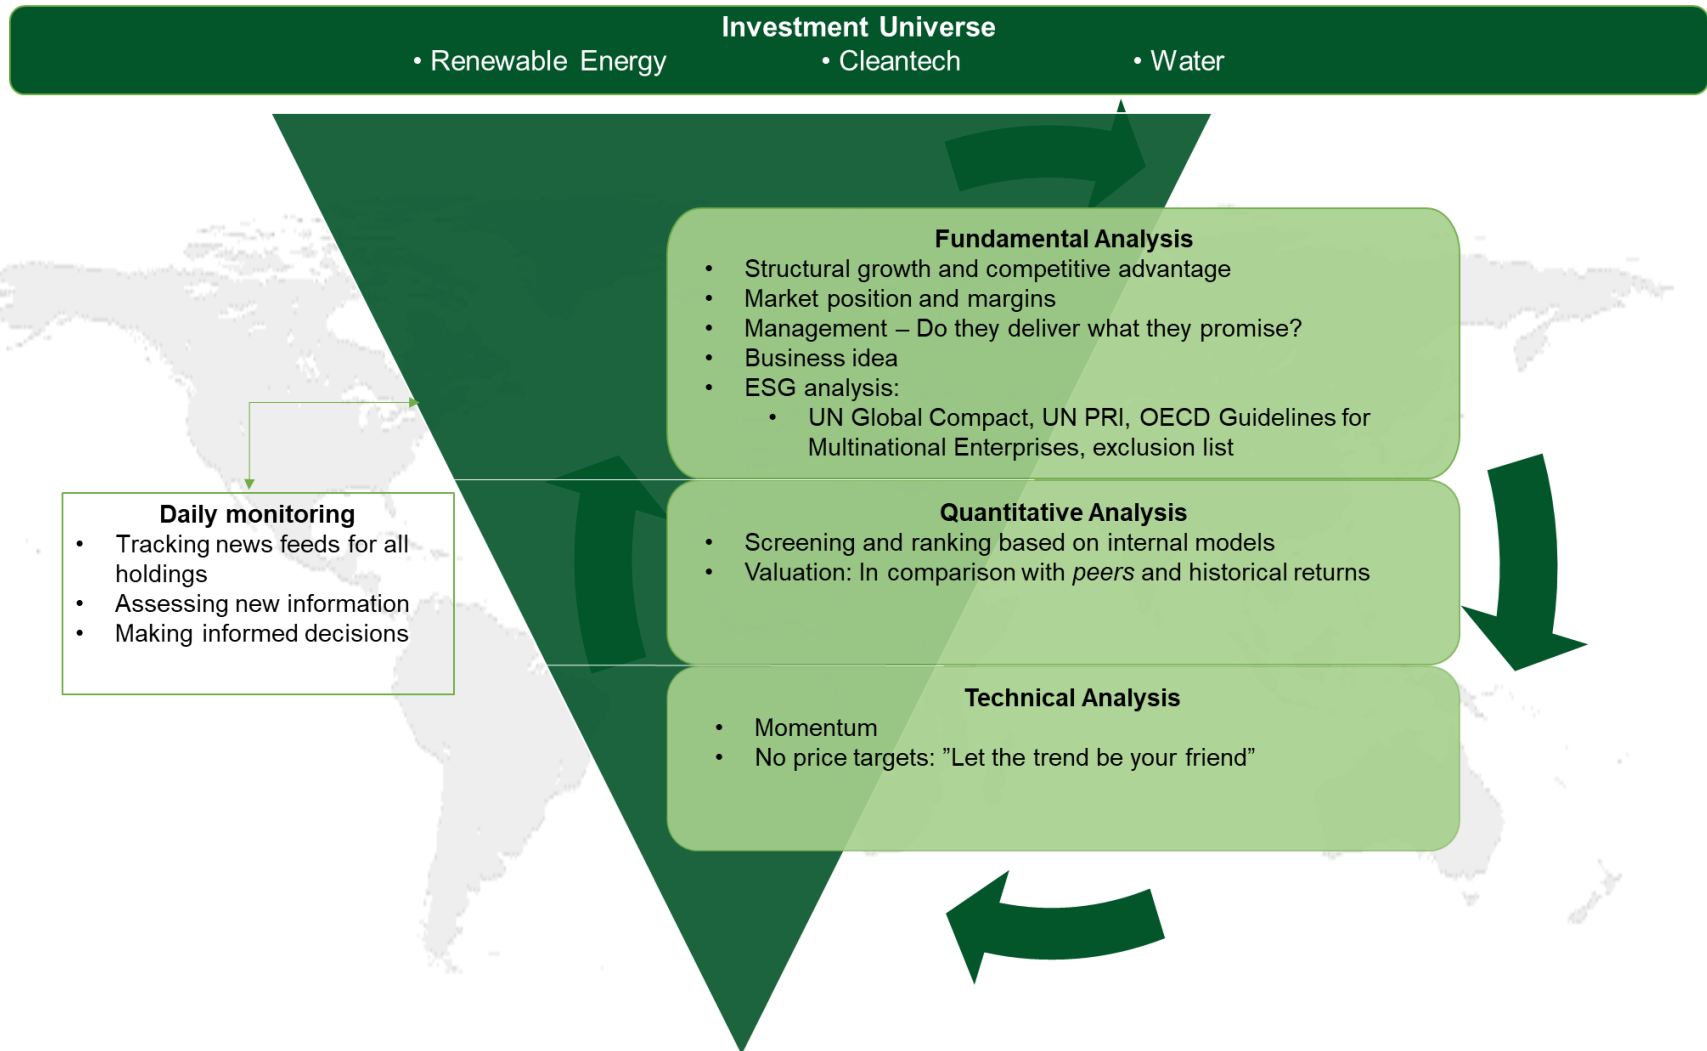 Investment Universe
• Renewable Energy • Cleantech • Water
Fundamental Analysis
• Structural growth and competitive advantage
• Market position and margins
• Management – Do they deliver what they promise?
• Business idea
• ESG analysis:
• UN Global Compact, UN PRI, OECD Guidelines for
Multinational Enterprises, exclusion list
Daily monitoring
• Tracking news feeds for all
holdings
• Assessing new information
• Making informed decisions
Quantitative Analysis
• Screening and ranking based on internal models
• Valuation: In comparison with peers and historical returns
Technical Analysis
• Momentum
• No price targets: ”Let the trend be your friend”